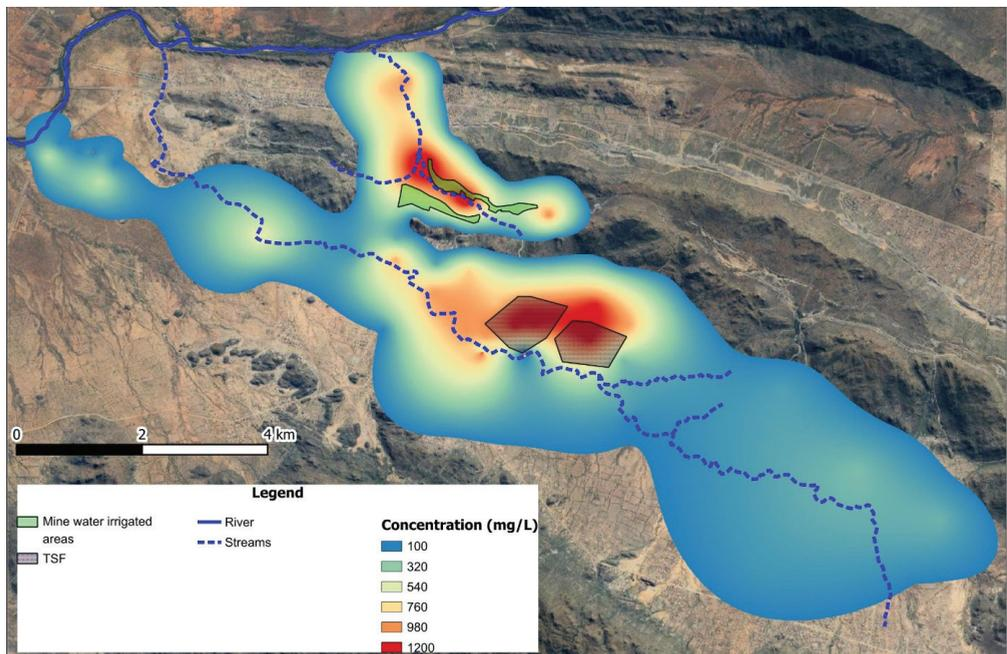 0 2 4 km
Legend
Mine water irrigated
areas
TSF
River
Streams
Concentration (mg/L)
100
320
540
760
980
1200